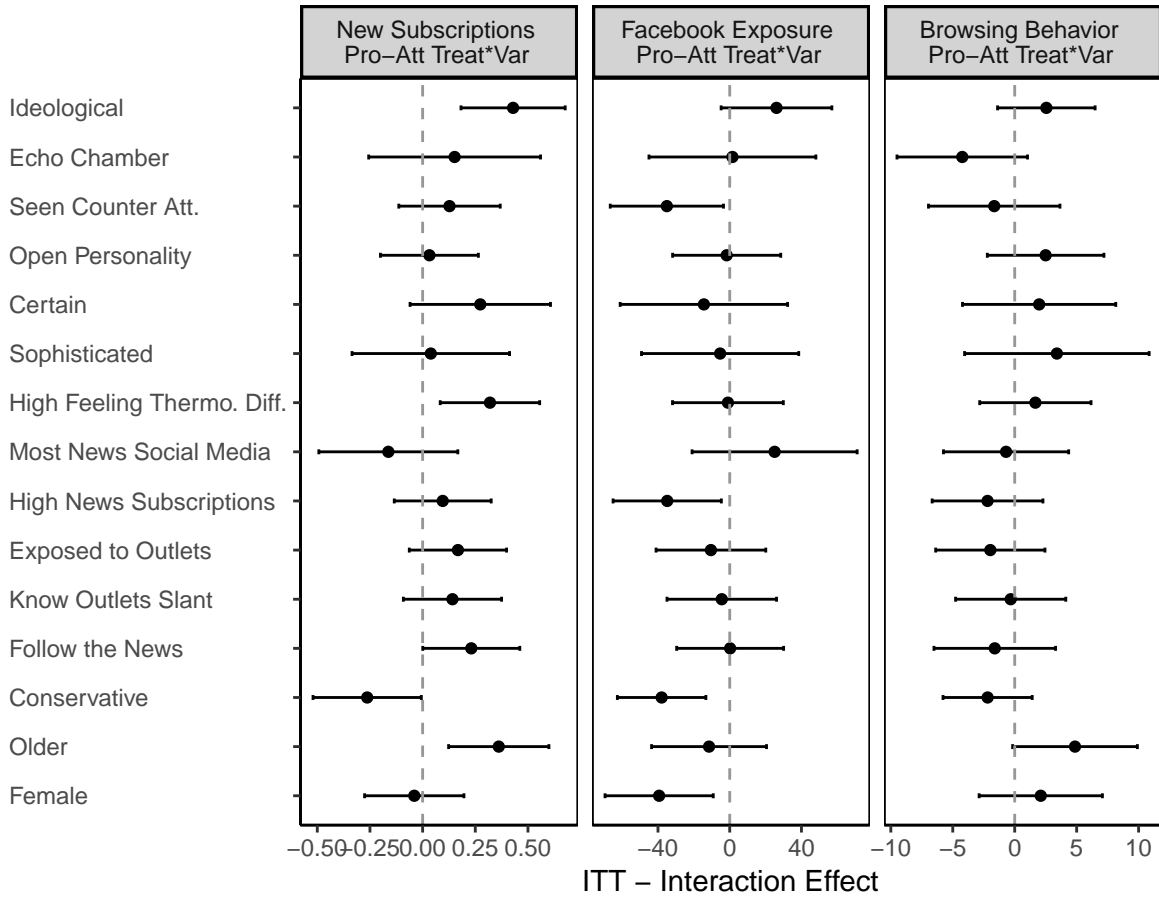 New Subscriptions
Pro−Att Treat*Var
Facebook Exposure
Pro−Att Treat*Var
Browsing Behavior
Pro−Att Treat*Var
Ideological
Echo Chamber
Seen Counter Att.
Open Personality
Certain
Sophisticated
High Feeling Thermo. Diff.
Most News Social Media
High News Subscriptions
Exposed to Outlets
Know Outlets Slant
Follow the News
Conservative
Older
Female
−0.50 −0.25 0.00 0.25 0.50
−40 0 40
−10 −5 0 5 10
ITT − Interaction Effect